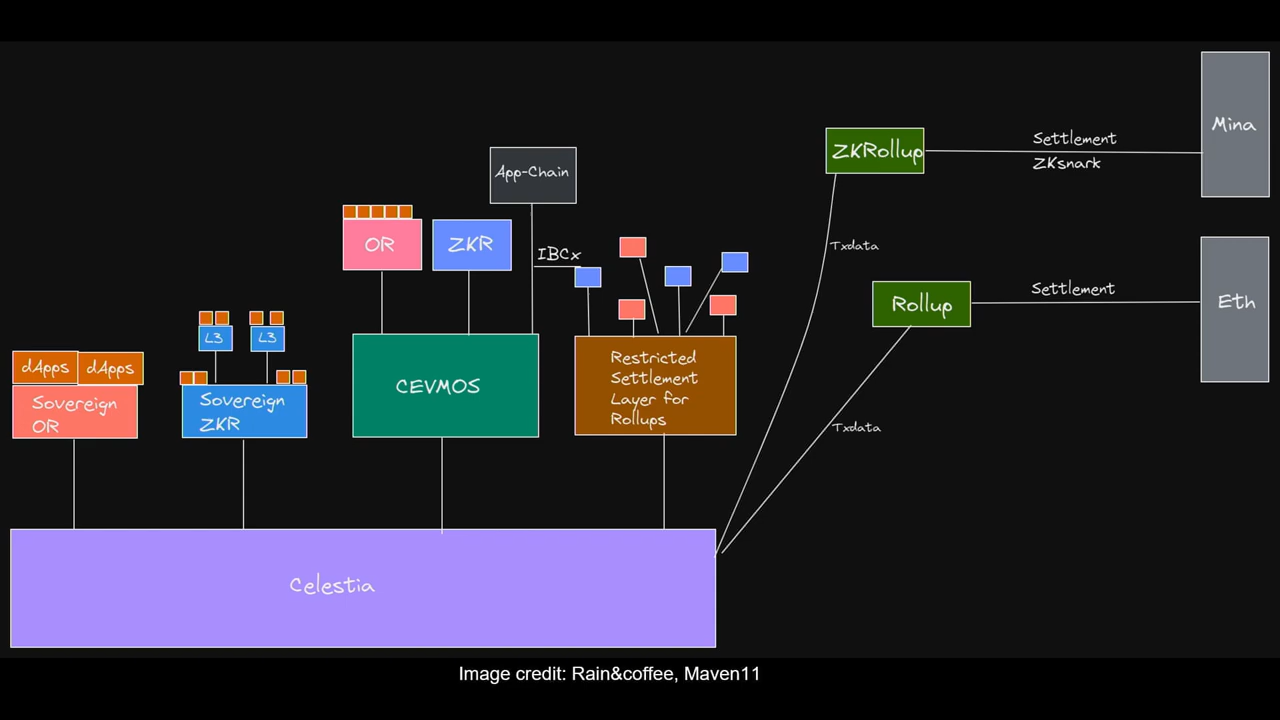 Mina
ZKRollup
Settlement
ZKsnark
App-Chain
OR
ZKR
IBCx
Txdata
Settlement
Rollup
Eth
L3
L3
dApps
dApps
Sovereign
OR
Sovereign
ZKR
CEVMOS
Restricted
Settlement
Layer for
Rollups
Txdata
Celestia
Image credit: Rain&coffee, Maven11